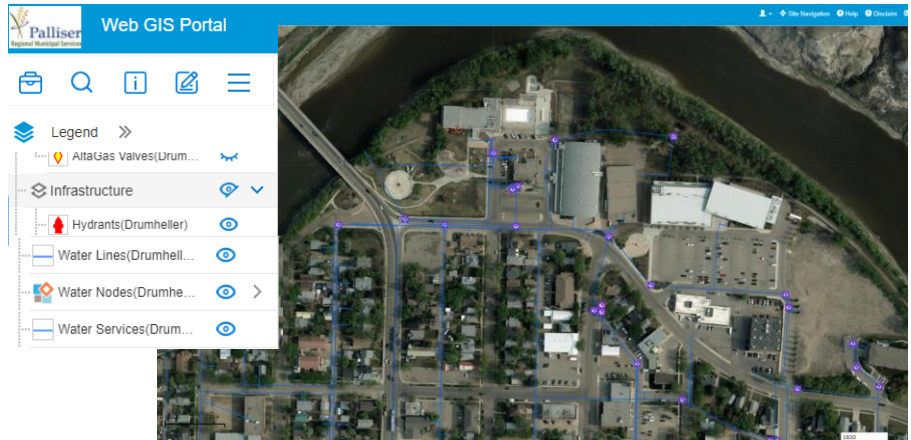 Palliser
Regional Municipal Services
Web GIS Portal
Site Navigation
Help
Disclaim
Legend
AltaGas Valves(Drum...
Infrastructure
Hydrants(Drumheller)
Water Lines(Drumhell...
Water Nodes(Drumhe...
Water Services(Drum...
1830